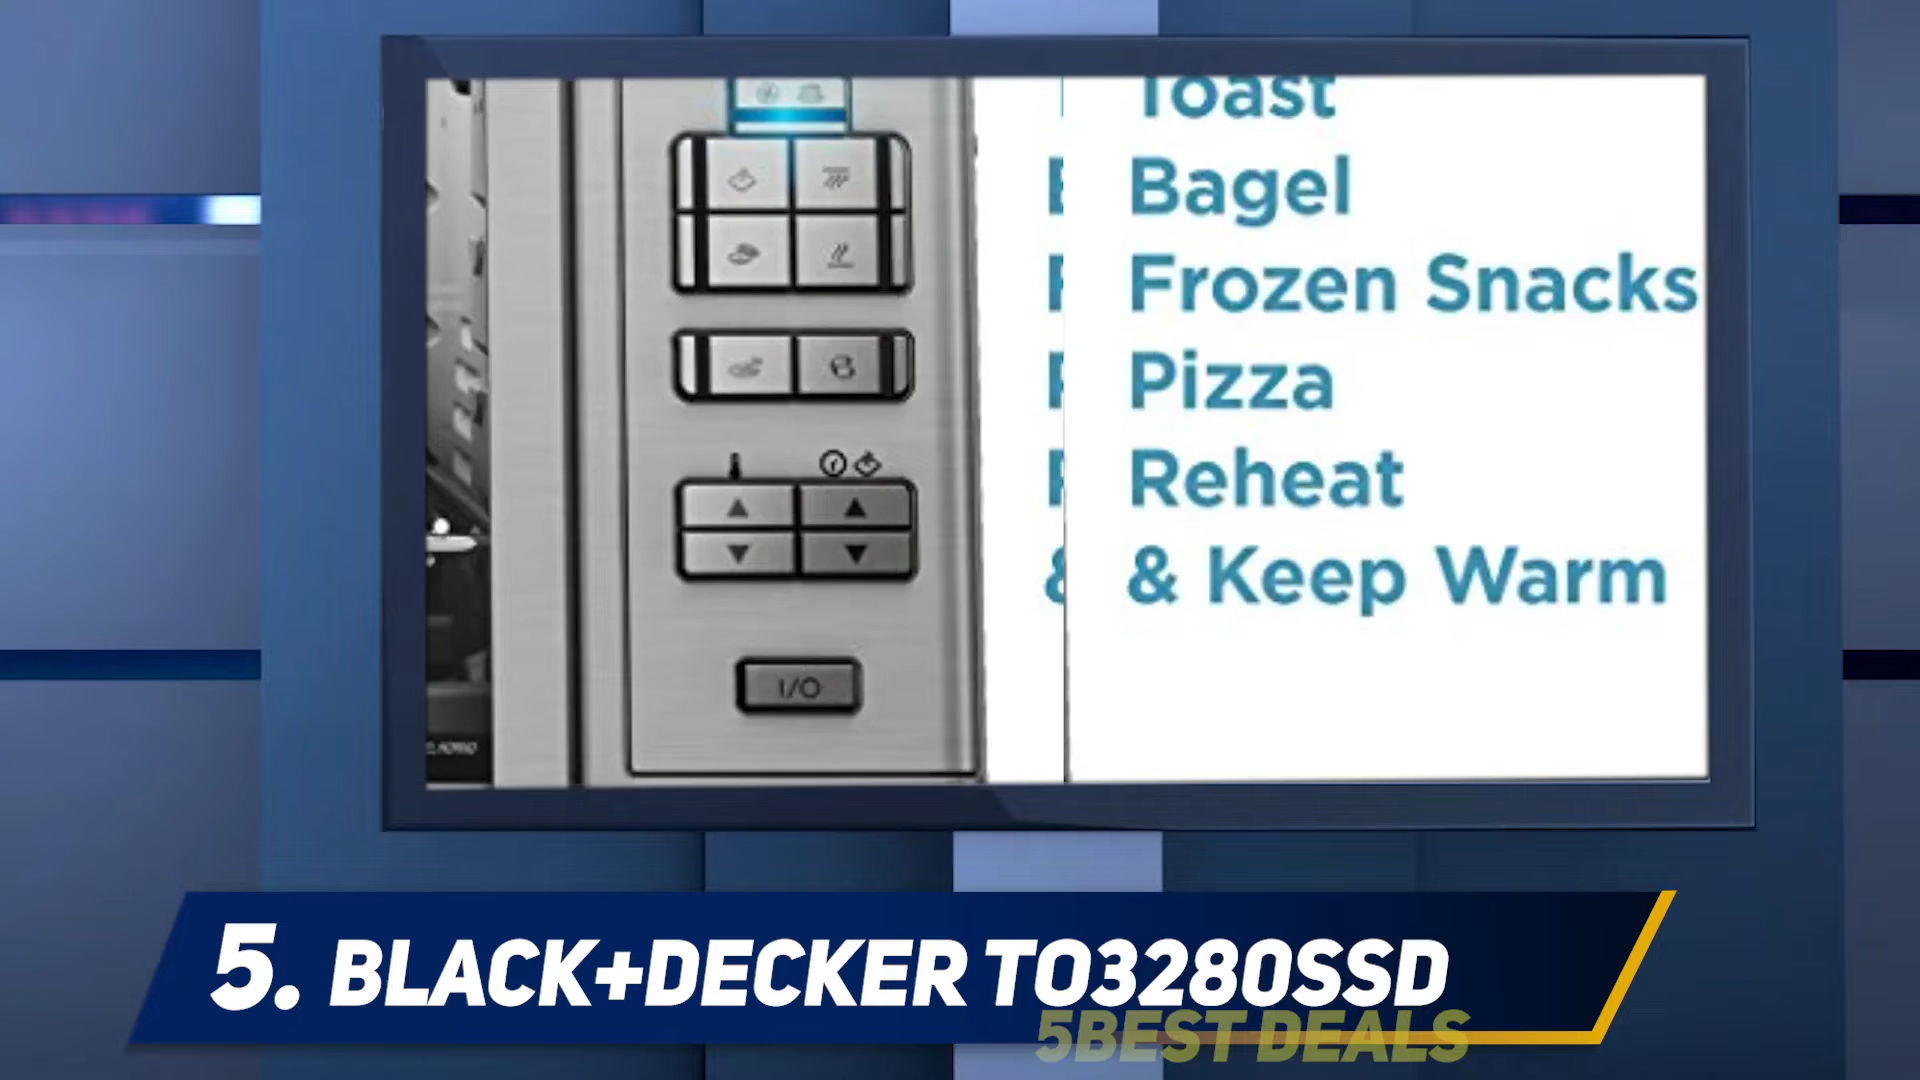 Toast
Bagel
Frozen Snacks
Pizza
Reheat
& Keep Warm
I/O
5. BLACK+DECKER TO3280SSD
5BEST DEALS